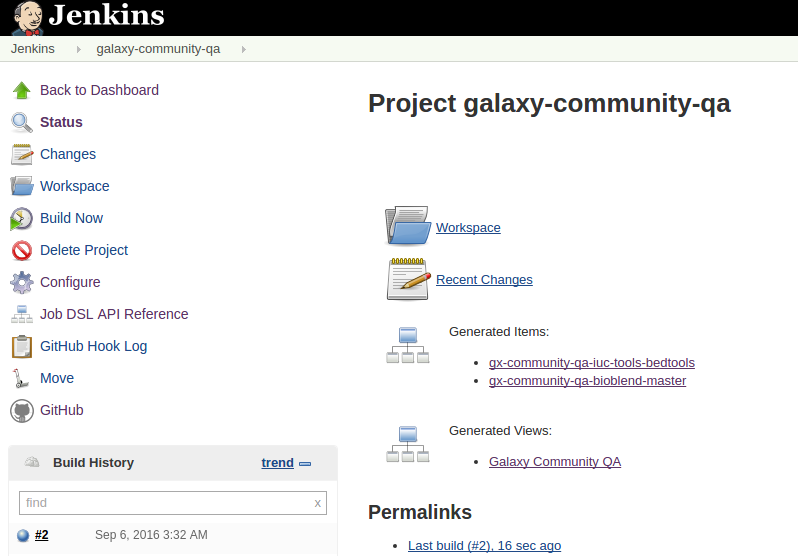 Jenkins
Jenkins galaxy-community-qa
Back to Dashboard
Status
Changes
Workspace
Build Now
Delete Project
Configure
Job DSL API Reference
GitHub Hook Log
Move
GitHub
Build History trend
find x
#2 Sep 6, 2016 3:32 AM
Project galaxy-community-qa
Workspace
Recent Changes
Generated Items:
gx-community-qa-iuc-tools-bedtools
gx-community-qa-bioblend-master
Generated Views:
Galaxy Community QA
Permalinks
Last build (#2), 16 sec ago